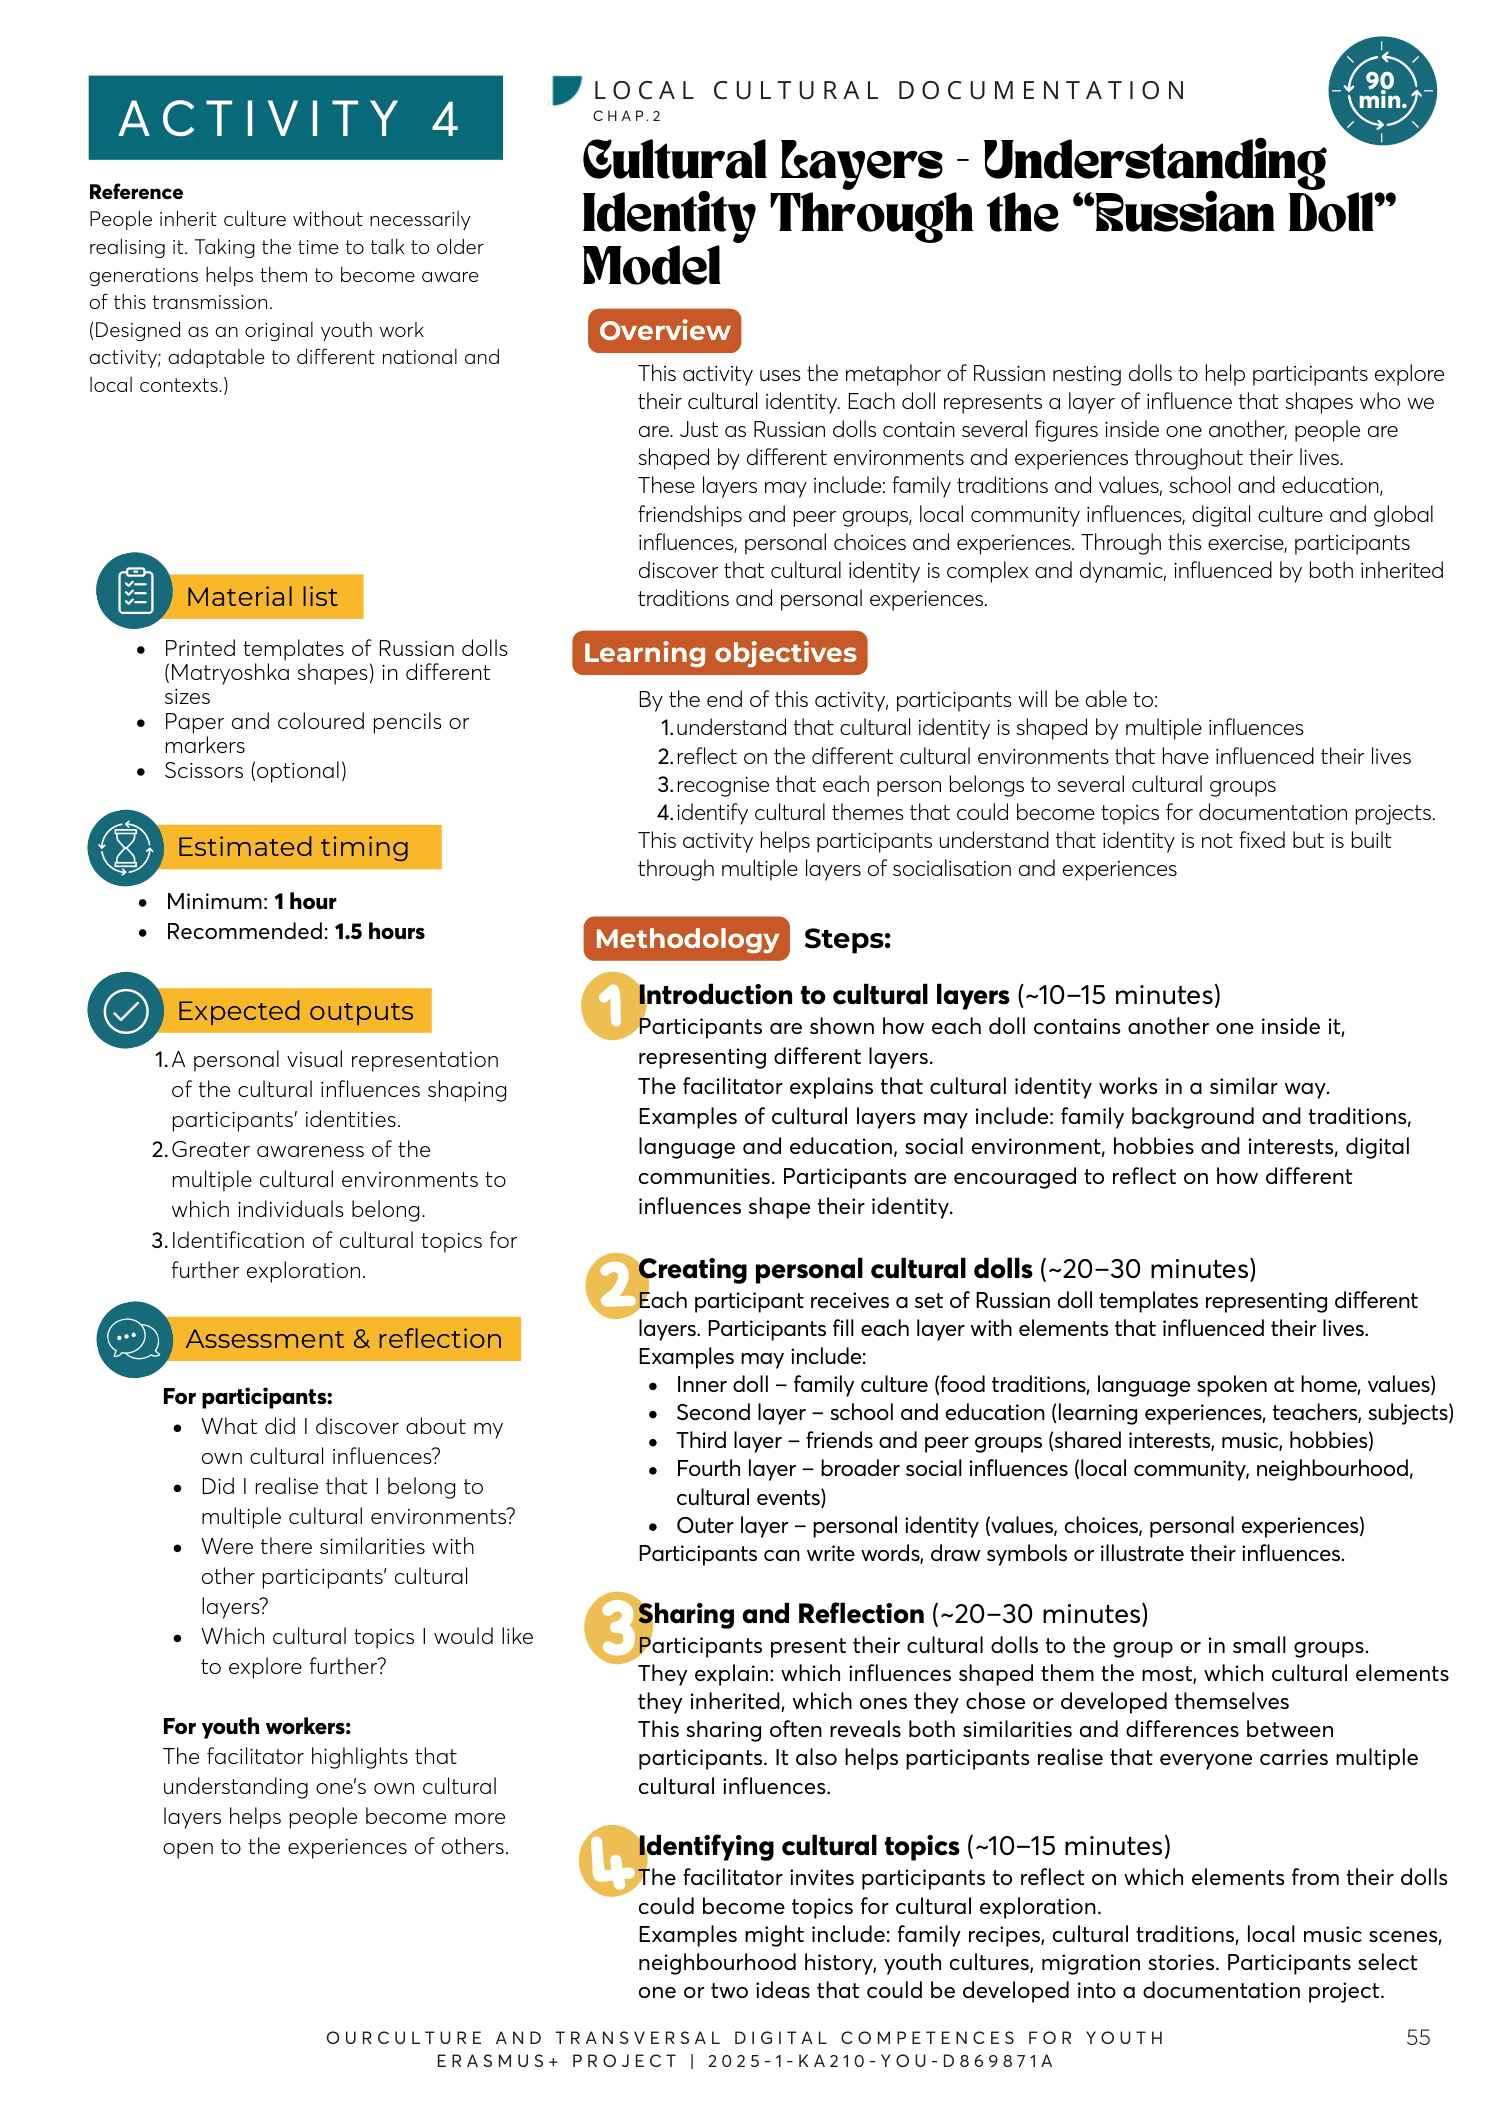 ACTIVITY 4
Reference
People inherit culture without necessarily
realising it. Taking the time to talk to older
generations helps them to become aware
of this transmission.
(Designed as an original youth work
activity; adaptable to different national and
local contexts.)
Material list
• Printed templates of Russian dolls
(Matryoshka shapes) in different
sizes
• Paper and coloured pencils or
markers
• Scissors (optional)
Estimated timing
• Minimum: 1 hour
• Recommended: 1.5 hours
Expected outputs
1. A personal visual representation
of the cultural influences shaping
participants’ identities.
2. Greater awareness of the
multiple cultural environments to
which individuals belong.
3. Identification of cultural topics for
further exploration.
Assessment & reflection
For participants:
• What did I discover about my
own cultural influences?
• Did I realise that I belong to
multiple cultural environments?
• Were there similarities with
other participants’ cultural
layers?
• Which cultural topics I would like
to explore further?
For youth workers:
The facilitator highlights that
understanding one’s own cultural
layers helps people become more
open to the experiences of others.
LOCAL CULTURAL DOCUMENTATION
CHAP.2
90
min.
Cultural Layers - Understanding
Identity Through the “Russian Doll”
Model
Overview
This activity uses the metaphor of Russian nesting dolls to help participants explore
their cultural identity. Each doll represents a layer of influence that shapes who we
are. Just as Russian dolls contain several figures inside one another, people are
shaped by different environments and experiences throughout their lives.
These layers may include: family traditions and values, school and education,
friendships and peer groups, local community influences, digital culture and global
influences, personal choices and experiences. Through this exercise, participants
discover that cultural identity is complex and dynamic, influenced by both inherited
traditions and personal experiences.
Learning objectives
By the end of this activity, participants will be able to:
1. understand that cultural identity is shaped by multiple influences
2. reflect on the different cultural environments that have influenced their lives
3. recognise that each person belongs to several cultural groups
4. identify cultural themes that could become topics for documentation projects.
This activity helps participants understand that identity is not fixed but is built
through multiple layers of socialisation and experiences
Methodology Steps:
1 Introduction to cultural layers (~10–15 minutes)
Participants are shown how each doll contains another one inside it,
representing different layers.
The facilitator explains that cultural identity works in a similar way.
Examples of cultural layers may include: family background and traditions,
language and education, social environment, hobbies and interests, digital
communities. Participants are encouraged to reflect on how different
influences shape their identity.
2 Creating personal cultural dolls (~20–30 minutes)
Each participant receives a set of Russian doll templates representing different
layers. Participants fill each layer with elements that influenced their lives.
Examples may include:
• Inner doll – family culture (food traditions, language spoken at home, values)
• Second layer – school and education (learning experiences, teachers, subjects)
• Third layer – friends and peer groups (shared interests, music, hobbies)
• Fourth layer – broader social influences (local community, neighbourhood,
cultural events)
• Outer layer – personal identity (values, choices, personal experiences)
Participants can write words, draw symbols or illustrate their influences.
3 Sharing and Reflection (~20–30 minutes)
Participants present their cultural dolls to the group or in small groups.
They explain: which influences shaped them the most, which cultural elements
they inherited, which ones they chose or developed themselves
This sharing often reveals both similarities and differences between
participants. It also helps participants realise that everyone carries multiple
cultural influences.
4 Identifying cultural topics (~10–15 minutes)
The facilitator invites participants to reflect on which elements from their dolls
could become topics for cultural exploration.
Examples might include: family recipes, cultural traditions, local music scenes,
neighbourhood history, youth cultures, migration stories. Participants select
one or two ideas that could be developed into a documentation project.
OURCULTURE AND TRANSVERSAL DIGITAL COMPETENCES FOR YOUTH
ERASMUS+ PROJECT | 2025-1-KA210-YOU-D869871A
55